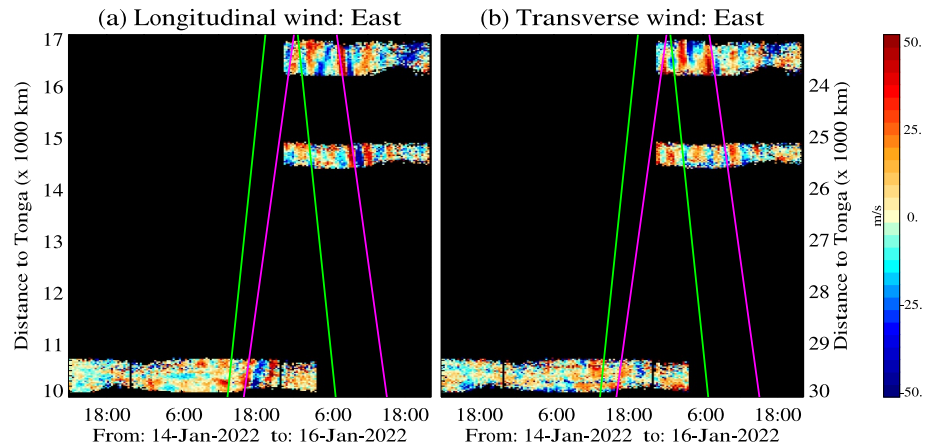 (a) Longitudinal wind: East
(b) Transverse wind: East
Distance to Tonga (x 1000 km)
17
16
15
14
13
12
11
10
18:00 6:00 18:00 6:00 18:00
From: 14-Jan-2022 to: 16-Jan-2022
24
25
26
27
28
29
30
Distance to Tonga (x 1000 km)
18:00 6:00 18:00 6:00 18:00
From: 14-Jan-2022 to: 16-Jan-2022
50.
25.
0.
-25.
-50.
m/s